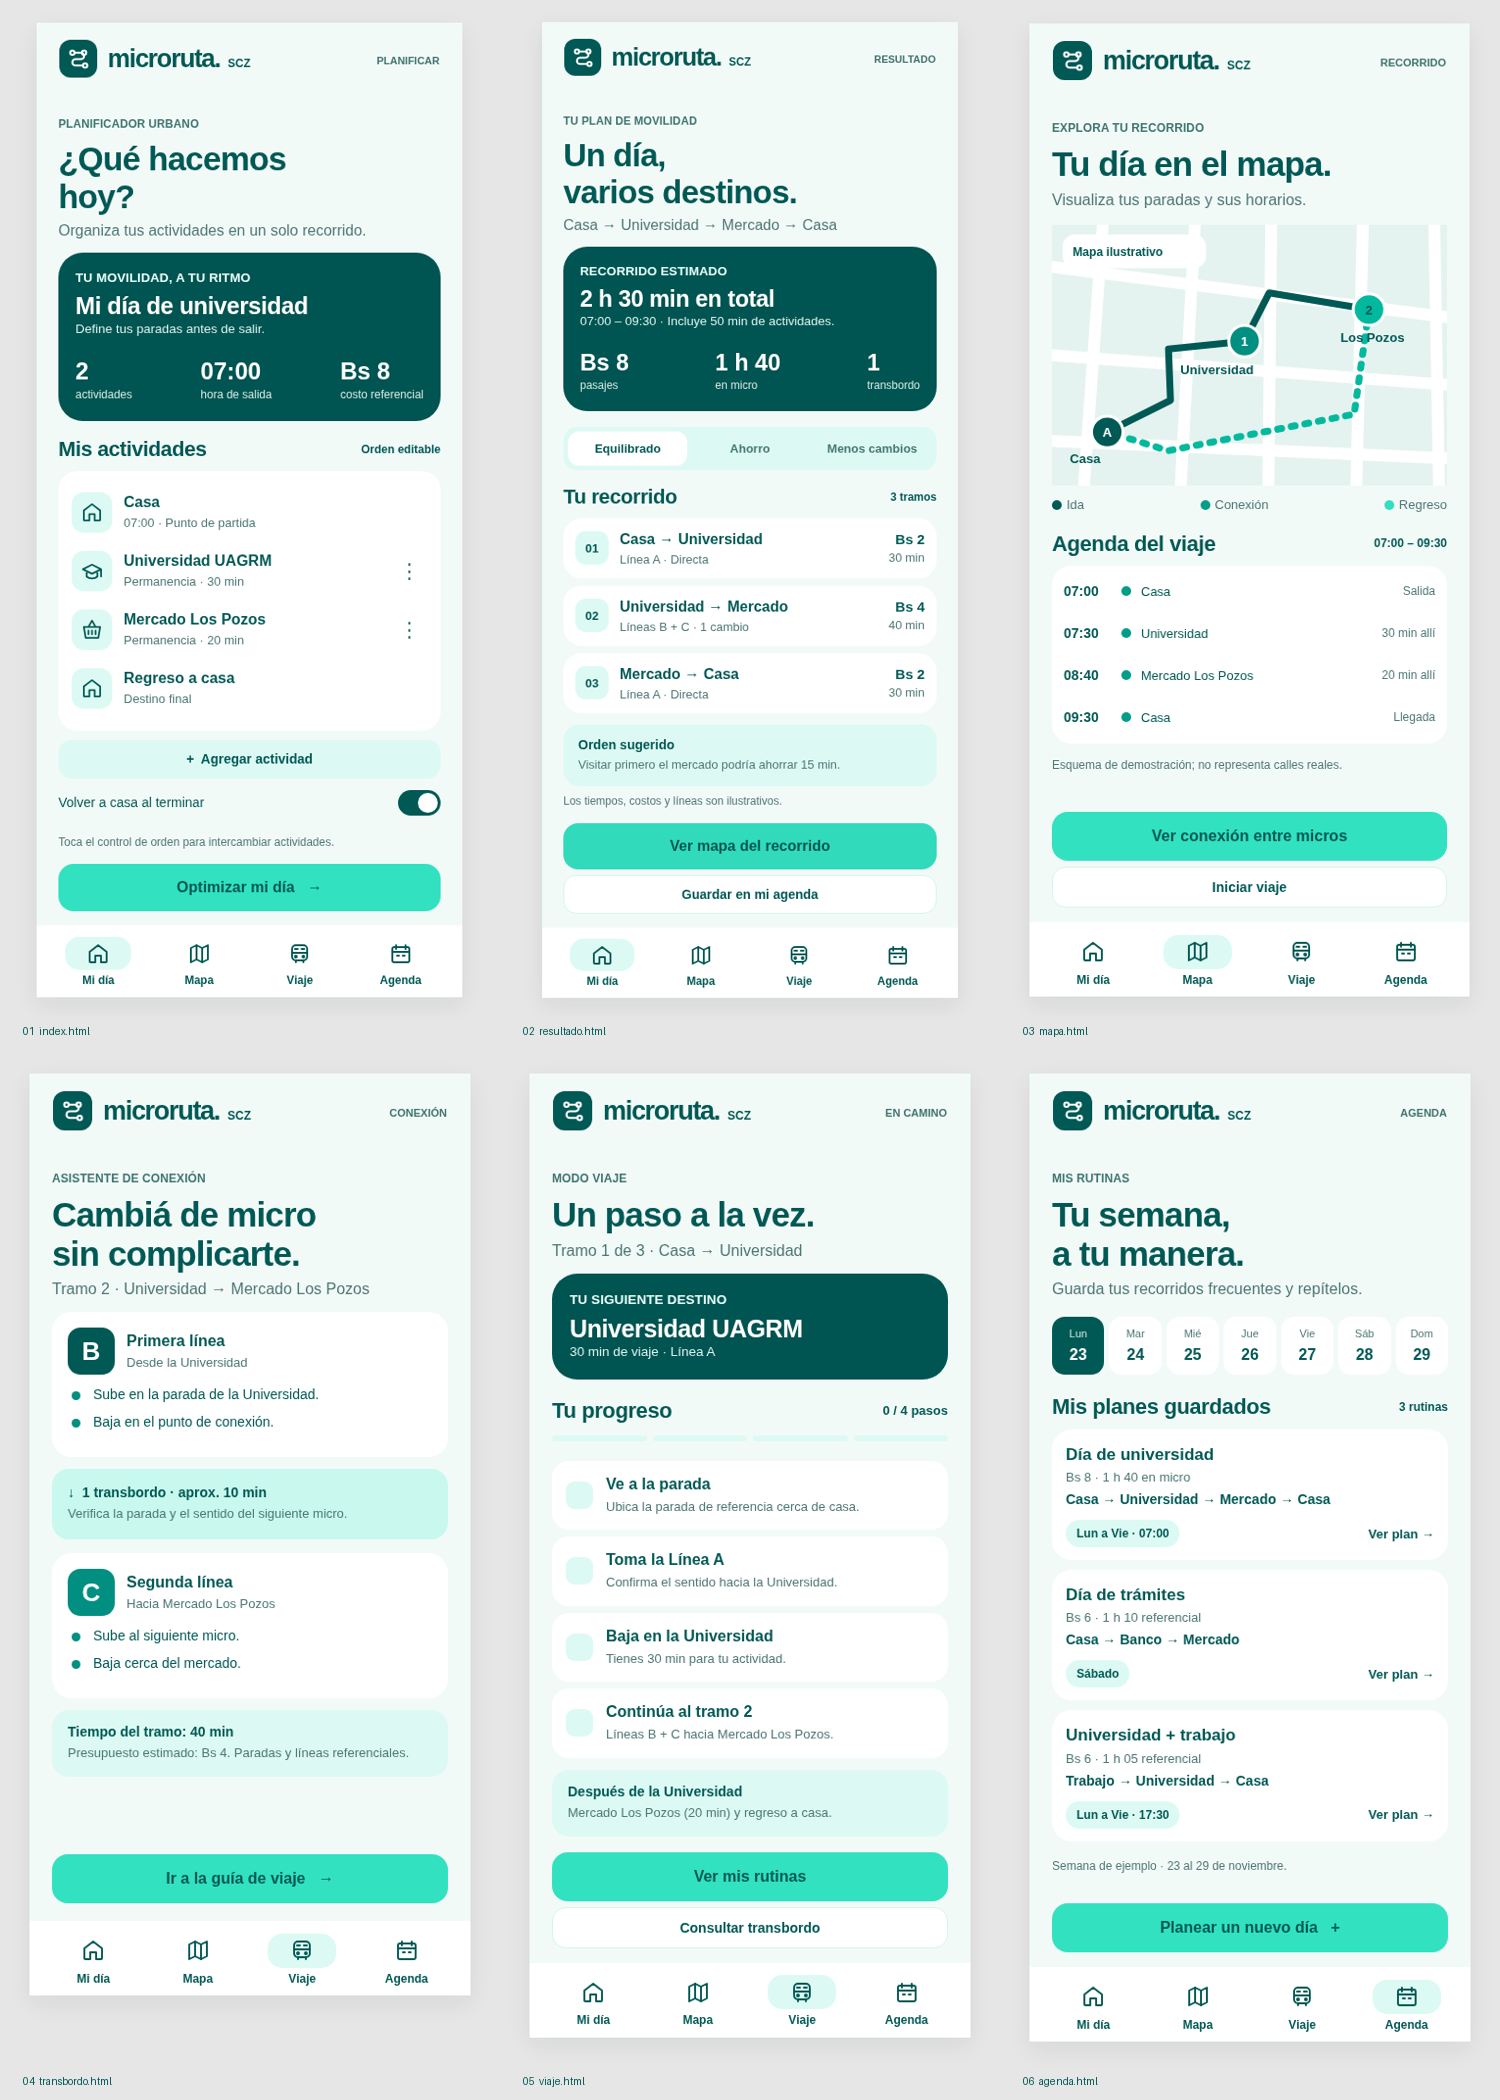 microruta. SCZ
PLANIFICAR
PLANIFICADOR URBANO
¿Qué hacemos
hoy?
Organiza tus actividades en un solo recorrido.
TU MOVILIDAD, A TU RITMO
Mi día de universidad
Define tus paradas antes de salir.
2 07:00 Bs 8
actividades hora de salida costo referencial
Mis actividades Orden editable
Casa
07:00 · Punto de partida
Universidad UAGRM
Permanencia · 30 min
Mercado Los Pozos
Permanencia · 20 min
Regreso a casa
Destino final
+ Agregar actividad
Volver a casa al terminar
Toca el control de orden para intercambiar actividades.
Optimizar mi día →
Mi día Mapa Viaje Agenda
01 index.html
microruta. SCZ
RESULTADO
TU PLAN DE MOVILIDAD
Un día,
varios destinos.
Casa → Universidad → Mercado → Casa
RECORRIDO ESTIMADO
2 h 30 min en total
07:00 – 09:30 · Incluye 50 min de actividades.
Bs 8 1 h 40 1
pasajes en micro transbordo
Equilibrado Ahorro Menos cambios
Tu recorrido 3 tramos
01 Casa → Universidad Bs 2
Línea A · Directa 30 min
02 Universidad → Mercado Bs 4
Líneas B + C · 1 cambio 40 min
03 Mercado → Casa Bs 2
Línea A · Directa 30 min
Orden sugerido
Visitar primero el mercado podría ahorrar 15 min.
Los tiempos, costos y líneas son ilustrativos.
Ver mapa del recorrido
Guardar en mi agenda
Mi día Mapa Viaje Agenda
02 resultado.html
microruta. SCZ
RECORRIDO
EXPLORA TU RECORRIDO
Tu día en el mapa.
Visualiza tus paradas y sus horarios.
Mapa ilustrativo
2
Los Pozos
1
Universidad
A
Casa
Ida Conexión Regreso
Agenda del viaje 07:00 – 09:30
07:00 Casa Salida
07:30 Universidad 30 min allí
08:40 Mercado Los Pozos 20 min allí
09:30 Casa Llegada
Esquema de demostración; no representa calles reales.
Ver conexión entre micros
Iniciar viaje
Mi día Mapa Viaje Agenda
03 mapa.html
microruta. SCZ
CONEXIÓN
ASISTENTE DE CONEXIÓN
Cambiá de micro
sin complicarte.
Tramo 2 · Universidad → Mercado Los Pozos
B Primera línea
Desde la Universidad
Sube en la parada de la Universidad.
Baja en el punto de conexión.
↓ 1 transbordo · aprox. 10 min
Verifica la parada y el sentido del siguiente micro.
C Segunda línea
Hacia Mercado Los Pozos
Sube al siguiente micro.
Baja cerca del mercado.
Tiempo del tramo: 40 min
Presupuesto estimado: Bs 4. Paradas y líneas referenciales.
Ir a la guía de viaje →
Mi día Mapa Viaje Agenda
04 transbordo.html
microruta. SCZ
EN CAMINO
MODO VIAJE
Un paso a la vez.
Tramo 1 de 3 · Casa → Universidad
TU SIGUIENTE DESTINO
Universidad UAGRM
30 min de viaje · Línea A
Tu progreso 0 / 4 pasos
Ve a la parada
Ubica la parada de referencia cerca de casa.
Toma la Línea A
Confirma el sentido hacia la Universidad.
Baja en la Universidad
Tienes 30 min para tu actividad.
Continúa al tramo 2
Líneas B + C hacia Mercado Los Pozos.
Después de la Universidad
Mercado Los Pozos (20 min) y regreso a casa.
Ver mis rutinas
Consultar transbordo
Mi día Mapa Viaje Agenda
05 viaje.html
microruta. SCZ
AGENDA
MIS RUTINAS
Tu semana,
a tu manera.
Guarda tus recorridos frecuentes y repítelos.
Lun Mar Mié Jue Vie Sáb Dom
23 24 25 26 27 28 29
Mis planes guardados 3 rutinas
Día de universidad
Bs 8 · 1 h 40 en micro
Casa → Universidad → Mercado → Casa
Lun a Vie · 07:00 Ver plan →
Día de trámites
Bs 6 · 1 h 10 referencial
Casa → Banco → Mercado
Sábado Ver plan →
Universidad + trabajo
Bs 6 · 1 h 05 referencial
Trabajo → Universidad → Casa
Lun a Vie · 17:30 Ver plan →
Semana de ejemplo · 23 al 29 de noviembre.
Planear un nuevo día +
Mi día Mapa Viaje Agenda
06 agenda.html